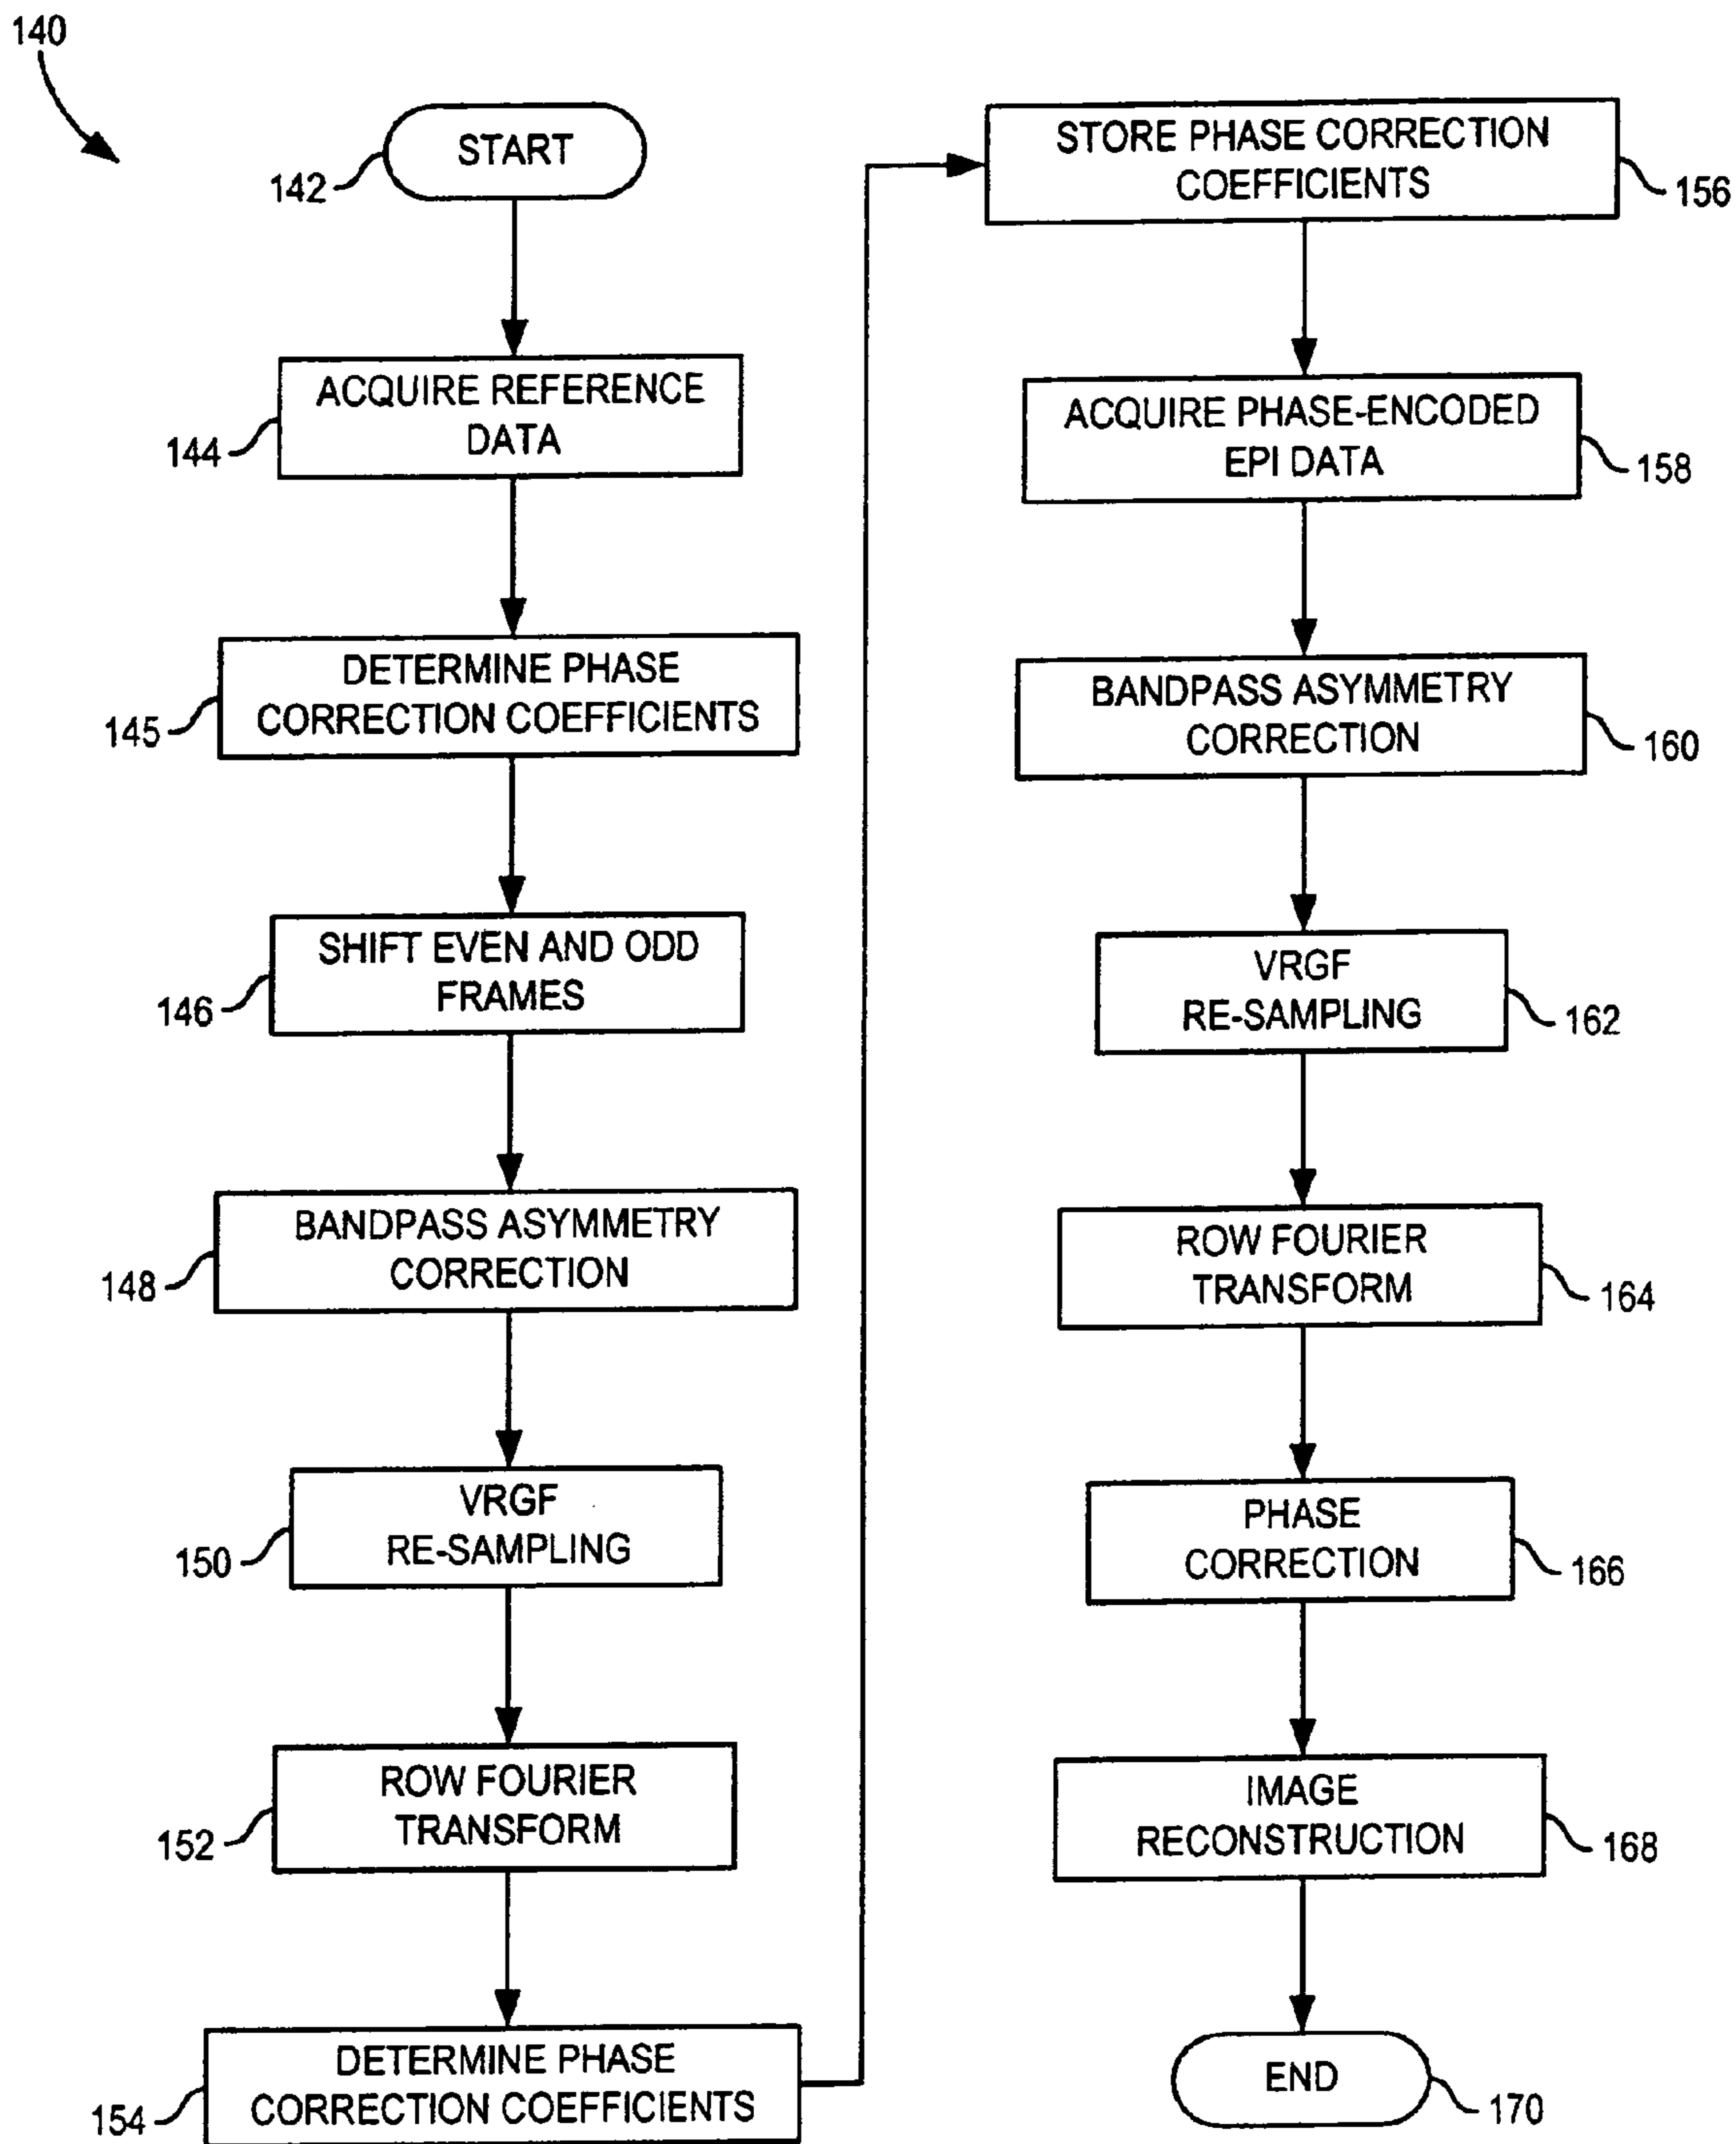 140
START
142
ACQUIRE REFERENCE
DATA
144
DETERMINE PHASE
CORRECTION COEFFICIENTS
145
SHIFT EVEN AND ODD
FRAMES
146
BANDPASS ASYMMETRY
CORRECTION
148
VRGF
RE-SAMPLING
150
ROW FOURIER
TRANSFORM
152
DETERMINE PHASE
CORRECTION COEFFICIENTS
154
STORE PHASE CORRECTION
COEFFICIENTS
156
ACQUIRE PHASE-ENCODED
EPI DATA
158
BANDPASS ASYMMETRY
CORRECTION
160
VRGF
RE-SAMPLING
162
ROW FOURIER
TRANSFORM
164
PHASE
CORRECTION
166
IMAGE
RECONSTRUCTION
168
END
170